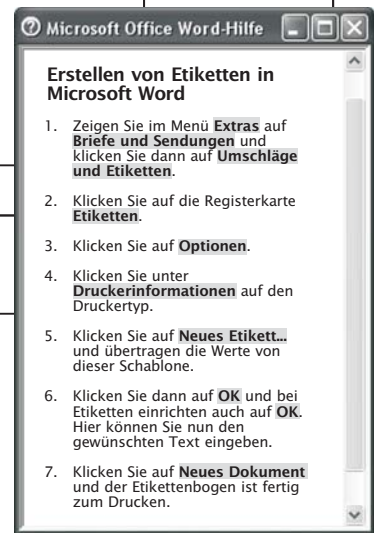 Microsoft Office Word-Hilfe
Erstellen von Etiketten in
Microsoft Word
1. Zeigen Sie im Menü Extras auf
Briefe und Sendungen und
klicken Sie dann auf Umschläge
und Etiketten.
2. Klicken Sie auf die Registerkarte
Etiketten.
3. Klicken Sie auf Optionen.
4. Klicken Sie unter
Druckerinformationen auf den
Druckertyp.
5. Klicken Sie auf Neues Etikett...
und übertragen die Werte von
dieser Schablone.
6. Klicken Sie dann auf OK und bei
Etiketten einrichten auch auf OK.
Hier können Sie nun den
gewünschten Text eingeben.
7. Klicken Sie auf Neues Dokument
und der Etikettenbogen ist fertig
zum Drucken.